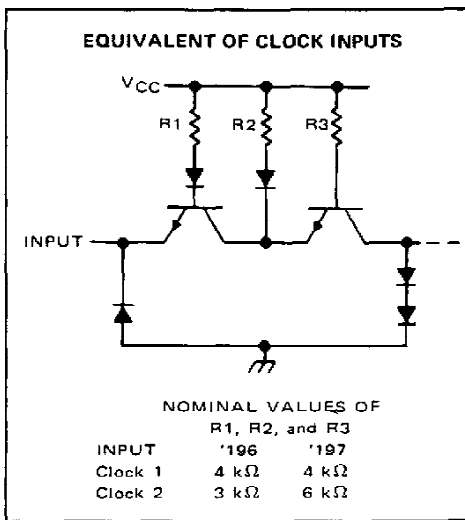 EQUIVALENT OF CLOCK INPUTS
VCC
R1 R2 R3
INPUT
NOMINAL VALUES OF
R1, R2, and R3
INPUT '196 '197
Clock 1 4 kΩ 4 kΩ
Clock 2 3 kΩ 6 kΩ